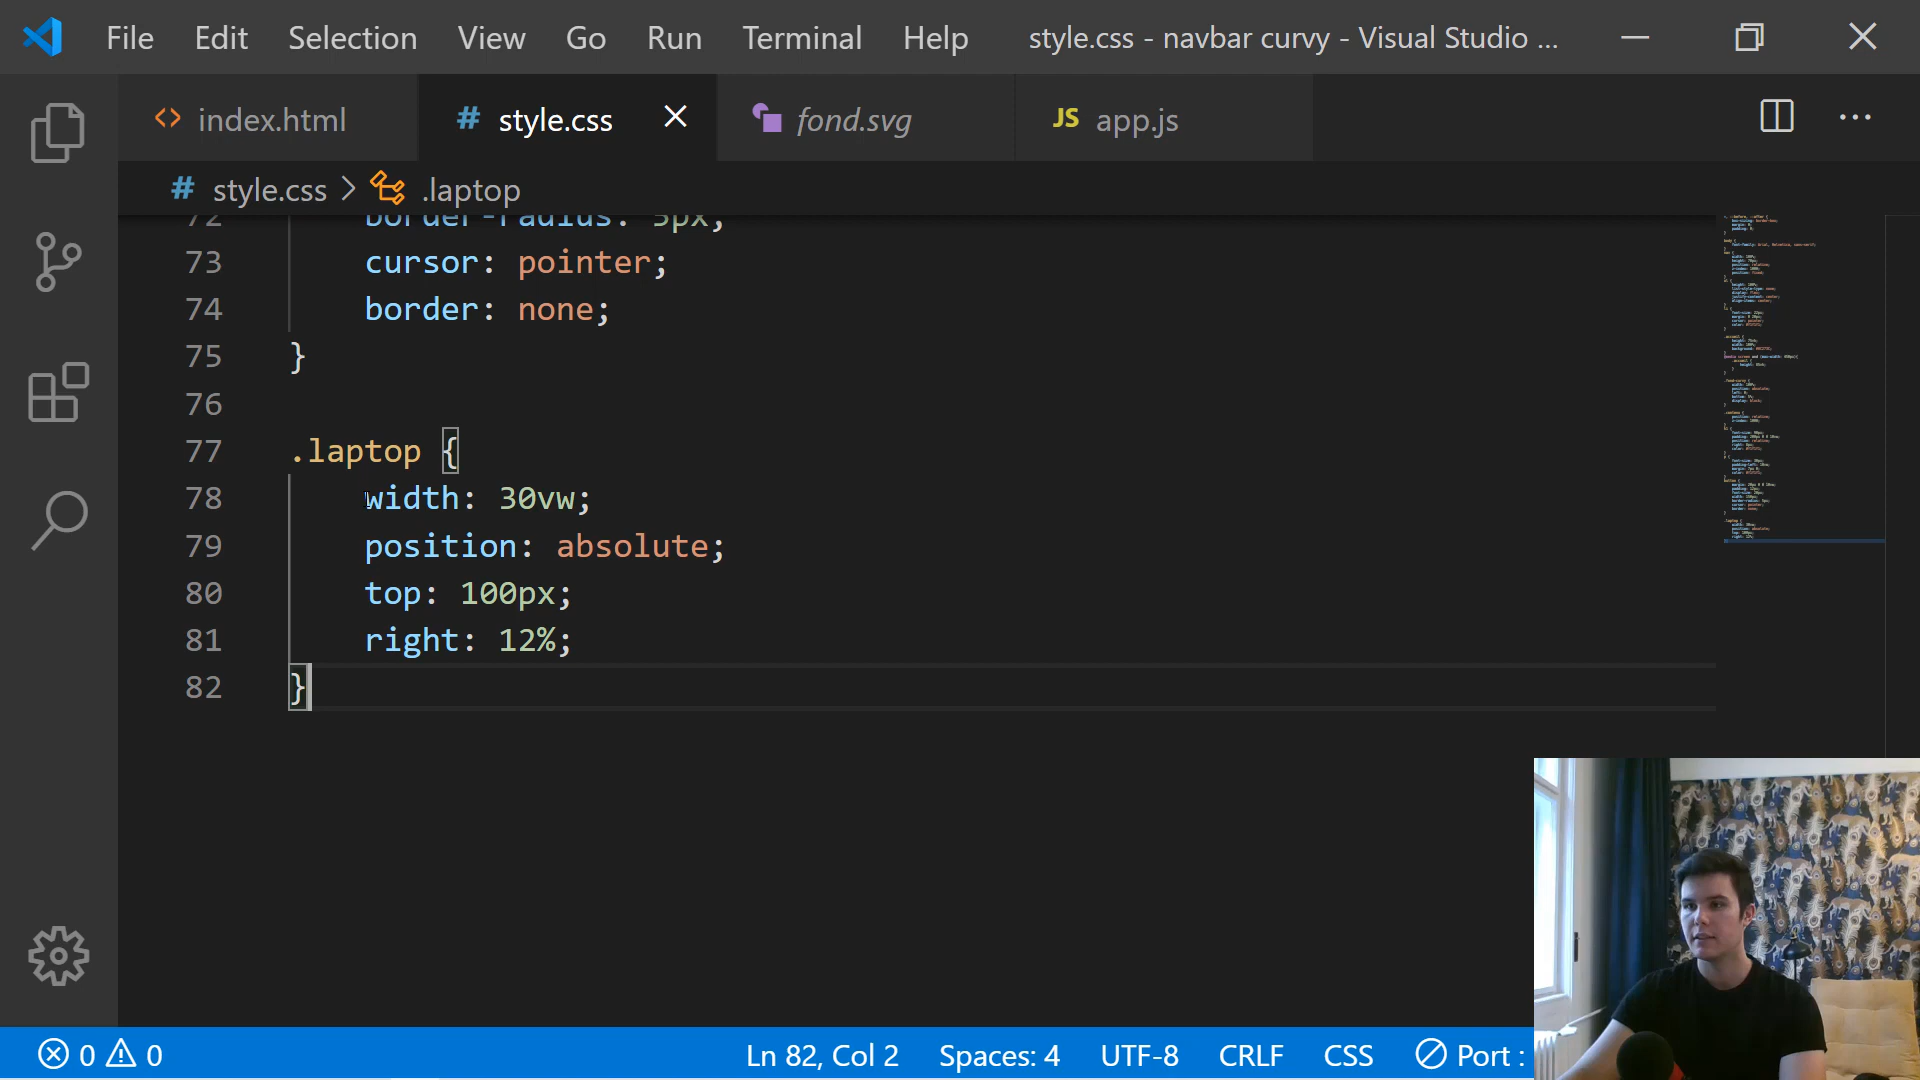 File Edit Selection View Go Run Terminal Help style.css - navbar curvy - Visual Studio ...
<> index.html # style.css fond.svg JS app.js ...
# style.css > .laptop
72 border-radius: 5px;
73 cursor: pointer;
74 border: none;
75 }
76
77 .laptop {
78 width: 30vw;
79 position: absolute;
80 top: 100px;
81 right: 12%;
82 }
0 0 Ln 82, Col 2 Spaces: 4 UTF-8 CRLF CSS Port :